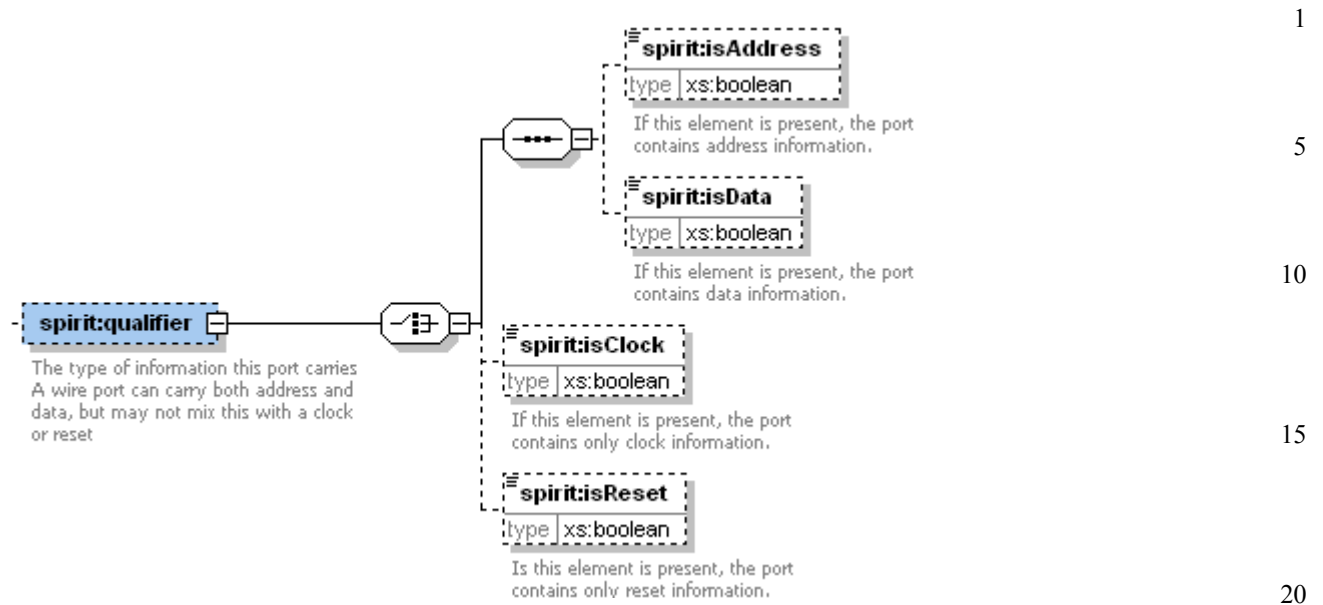 1
spirit:isAddress
type xs:boolean
If this element is present, the port
contains address information.
5
spirit:isData
type xs:boolean
If this element is present, the port
contains data information.
10
spirit:qualifier
The type of information this port carries
A wire port can carry both address and
data, but may not mix this with a clock
or reset
spirit:isClock
type xs:boolean
If this element is present, the port
contains only clock information.
15
spirit:isReset
type xs:boolean
Is this element is present, the port
contains only reset information.
20